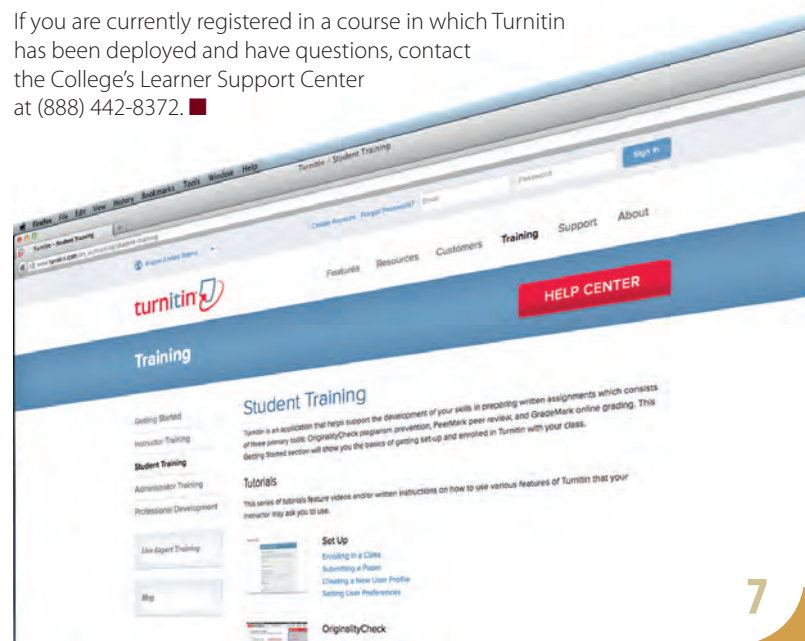 If you are currently registered in a course in which Turnitin
has been deployed and have questions, contact
the College's Learner Support Center
at (888) 442-8372.
Firefox File Edit View History Bookmarks Tools Window Help
Turnitin - Student Training
Turnitin - Student Training
Create Account Forgot Password? Email Password Sign In
turnitin
Features Resources Customers Training Support About
HELP CENTER
Training
Getting Started
Instructor Training
Student Training
Administrator Training
Professional Development
Live Expert Training
Blog
Student Training
Turnitin is an application that helps support the development of your skills in preparing written assignments which consists
of three primary tools: OriginalityCheck plagiarism prevention, PeerMark peer review, and GradeMark online grading. This
Getting Started section will show you the basics of getting set-up and enrolled in Turnitin with your class.
Tutorials
This series of tutorials feature videos and/or written instructions on how to use various features of Turnitin that your
instructor may ask you to use.
Set Up
Enrolling in a Class
Submitting a Paper
Creating a New User Profile
Setting User Preferences
OriginalityCheck
7